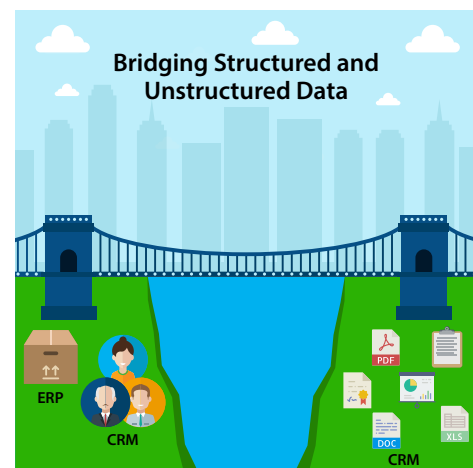 Bridging Structured and
Unstructured Data
ERP
CRM
PDF
DOC
XLS
CRM